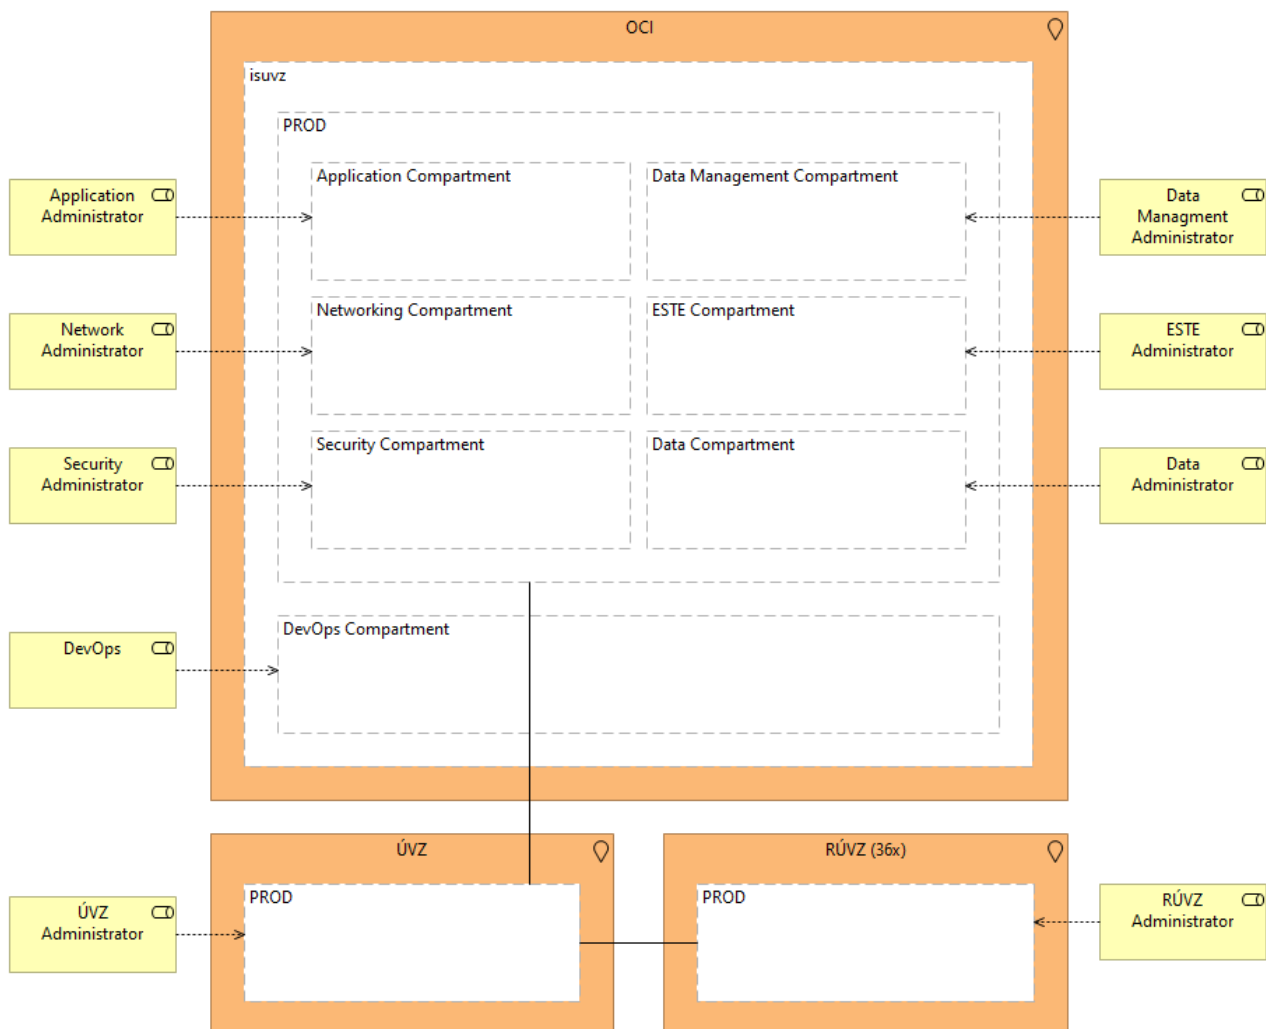 OCI
isuvz
PROD
Application
Administrator
Application Compartment
Data Management Compartment
Data
Managment
Administrator
Network
Administrator
Networking Compartment
ESTE Compartment
ESTE
Administrator
Security
Administrator
Security Compartment
Data Compartment
Data
Administrator
DevOps
DevOps Compartment
ÚVZ
RÚVZ (36x)
ÚVZ
Administrator
PROD
PROD
RÚVZ
Administrator